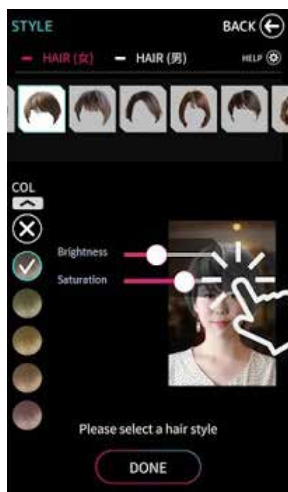 STYLE
BACK
HAIR (女)
HAIR (男)
HELP
COL
Brightness
Saturation
Please select a hair style
DONE